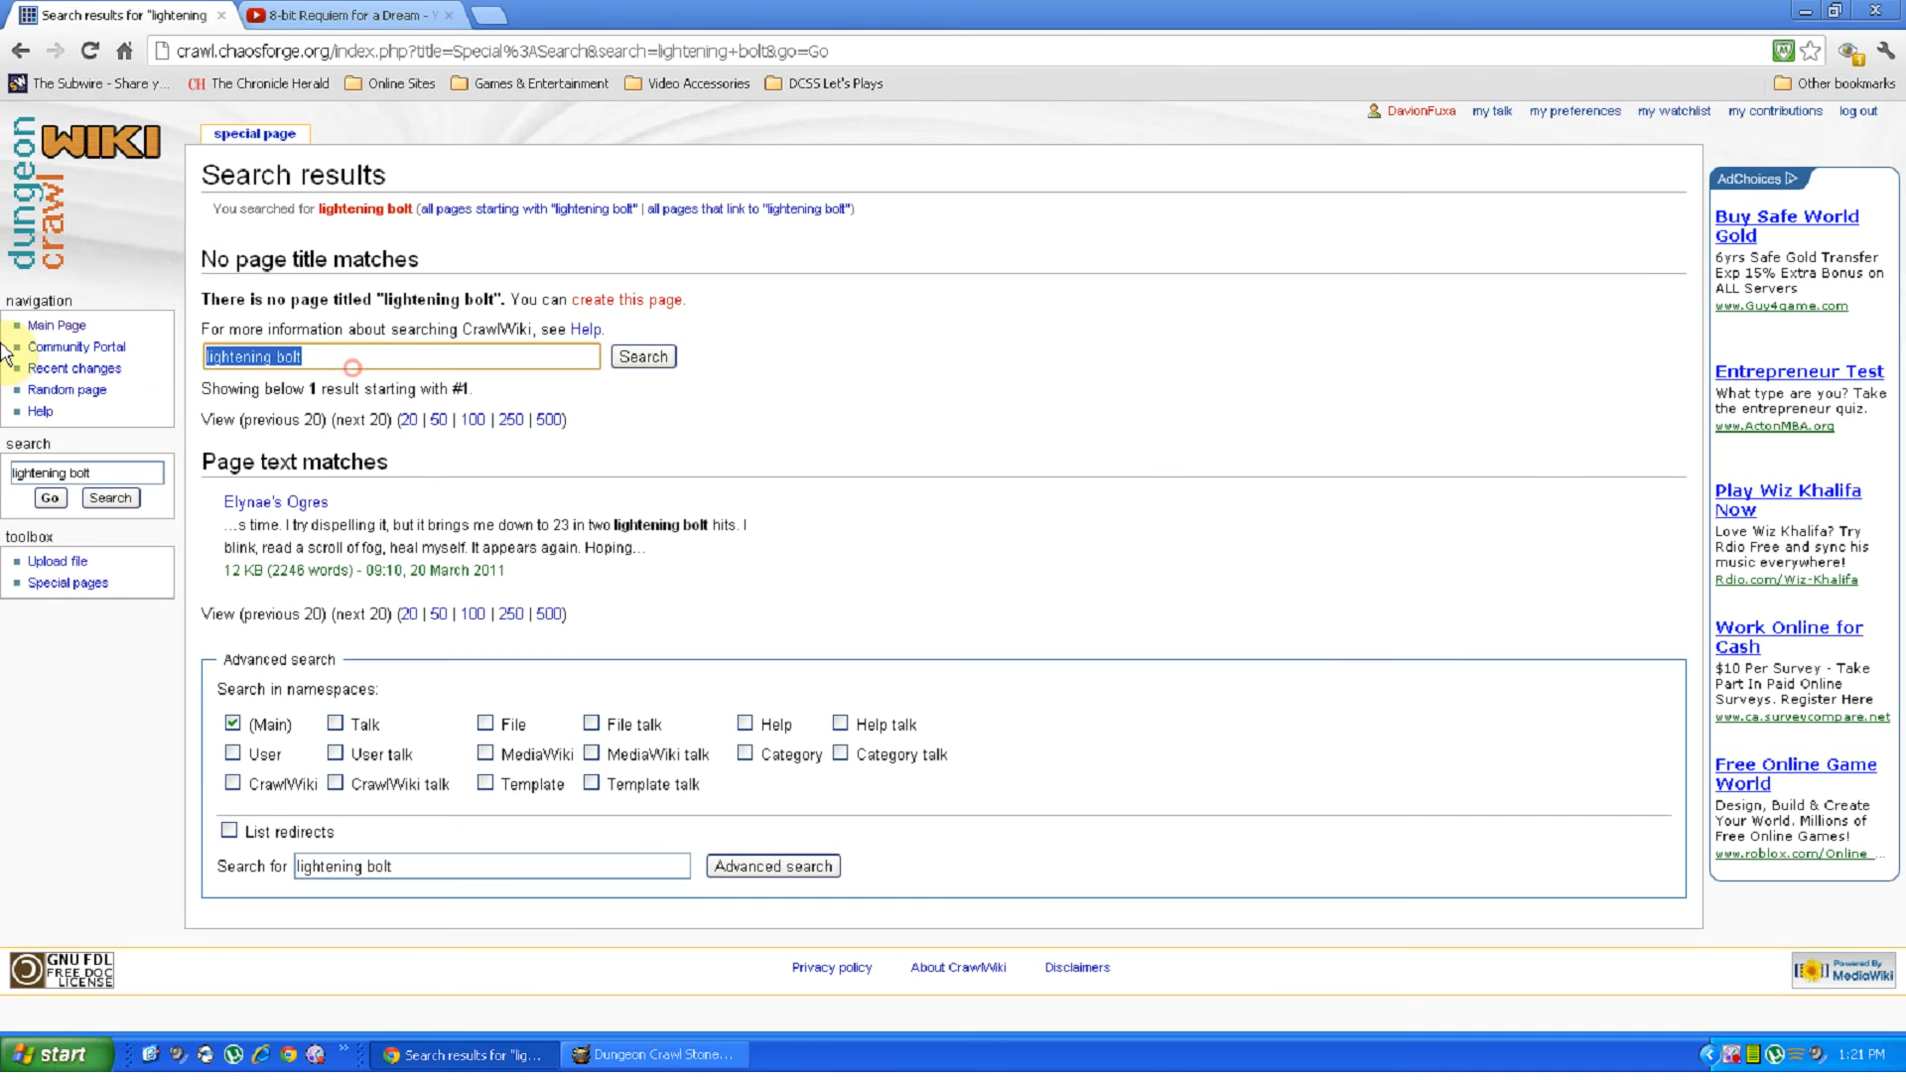 Search results for "lightening
8-bit Requiem for a Dream - Y
crawl.chaosforge.org/index.php?title=Special%3ASearch&search=lightening+bolt&go=Go
The Subwire - Share y...
CH The Chronicle Herald
Online Sites
Games & Entertainment
Video Accessories
DCSS Let's Plays
Other bookmarks
DavionFuxa my talk my preferences my watchlist my contributions log out
dungeon crawl WIKI
special page
Search results
You searched for lightening bolt (all pages starting with "lightening bolt" | all pages that link to "lightening bolt")
No page title matches
There is no page titled "lightening bolt". You can create this page.
For more information about searching CrawlWiki, see Help.
lightening bolt Search
Showing below 1 result starting with #1.
View (previous 20) (next 20) (20 | 50 | 100 | 250 | 500)
Page text matches
Elynae's Ogres
...s time. I try dispelling it, but it brings me down to 23 in two lightening bolt hits. I
blink, read a scroll of fog, heal myself. It appears again. Hoping...
12 KB (2246 words) - 09:10, 20 March 2011
View (previous 20) (next 20) (20 | 50 | 100 | 250 | 500)
Advanced search
Search in namespaces:
(Main) Talk File File talk Help Help talk
User User talk MediaWiki MediaWiki talk Category Category talk
CrawlWiki CrawlWiki talk Template Template talk
List redirects
Search for lightening bolt Advanced search
navigation
Main Page
Community Portal
Recent changes
Random page
Help
search
lightening bolt
Go Search
toolbox
Upload file
Special pages
AdChoices
Buy Safe World
Gold
6yrs Safe Gold Transfer
Exp 15% Extra Bonus on
ALL Servers
www.Guy4game.com
Entrepreneur Test
What type are you? Take
the entrepreneur quiz.
www.ActonMBA.org
Play Wiz Khalifa
Now
Love Wiz Khalifa? Try
Rdio Free and sync his
music everywhere!
Rdio.com/Wiz-Khalifa
Work Online for
Cash
$10 Per Survey - Take
Part In Paid Online
Surveys. Register Here
www.ca.surveycompare.net
Free Online Game
World
Design, Build & Create
Your World. Millions of
Free Online Games!
www.roblox.com/Online_...
GNU FDL
FREE DOC
LICENSE
Privacy policy About CrawlWiki Disclaimers
Powered By
MediaWiki
start
Search results for "lig...
Dungeon Crawl Stone...
1:21 PM